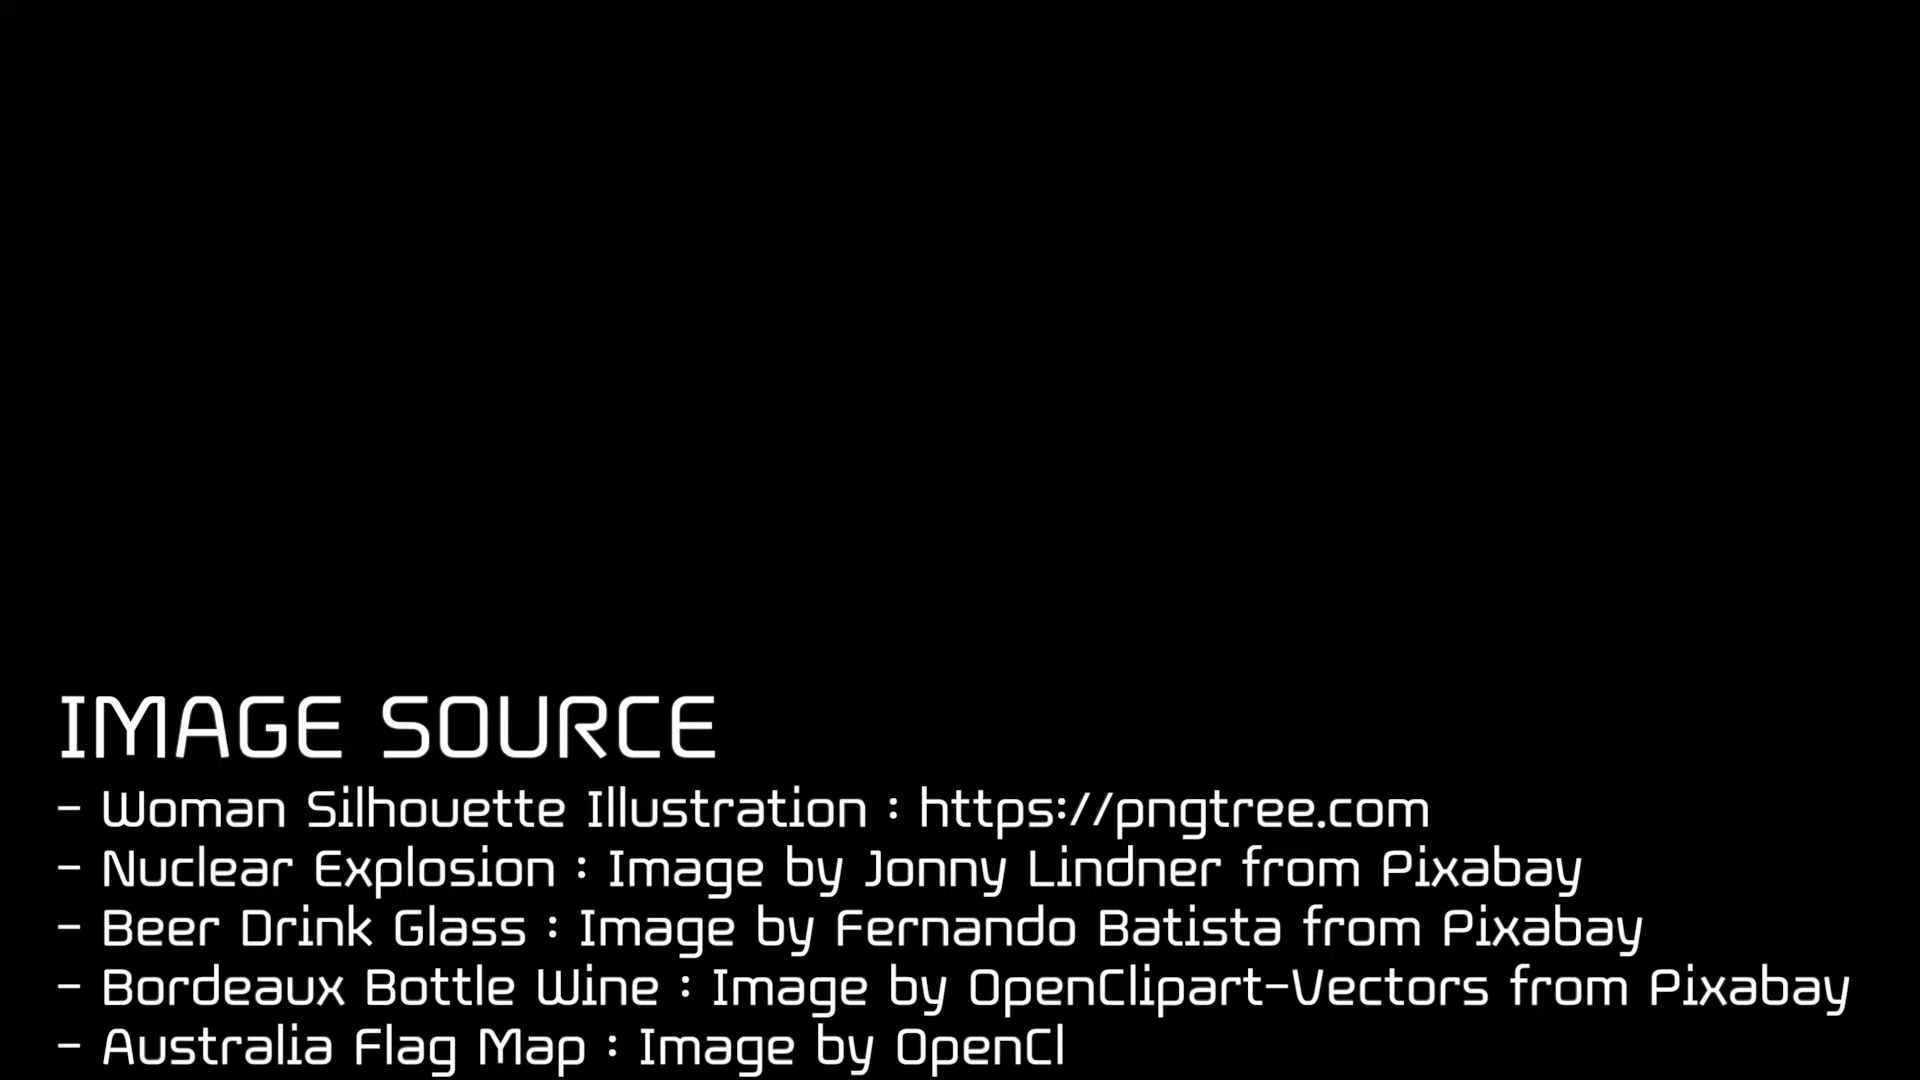 IMAGE SOURCE
- Woman Silhouette Illustration : https://pngtree.com
- Nuclear Explosion : Image by Jonny Lindner from Pixabay
- Beer Drink Glass : Image by Fernando Batista from Pixabay
- Bordeaux Bottle Wine : Image by OpenClipart-Vectors from Pixabay
- Australia Flag Map : Image by OpenCl